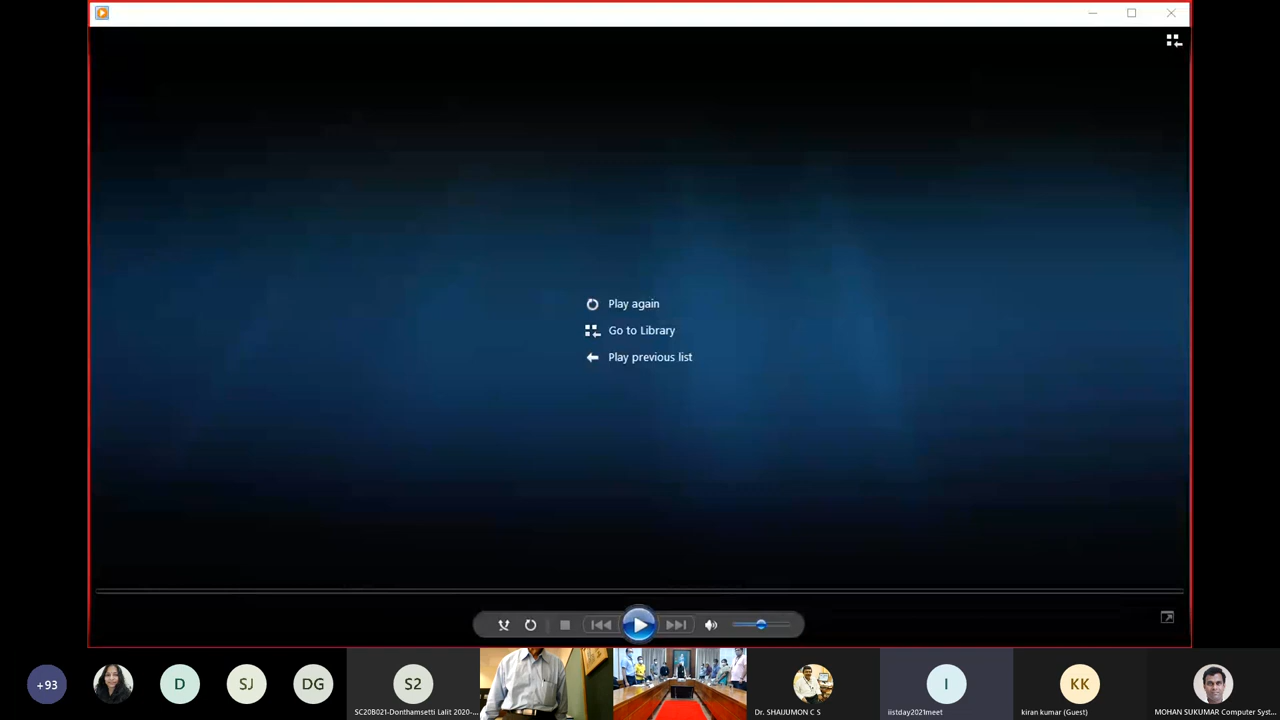 Play again
Go to Library
Play previous list
+93
D
SJ
DG
S2
SC20B021-Donthamsetti Lalit 2020-...
Dr. SHAIJUMON C S
I
iistday2021meet
KK
kiran kumar (Guest)
MOHAN SUKUMAR Computer Syst...